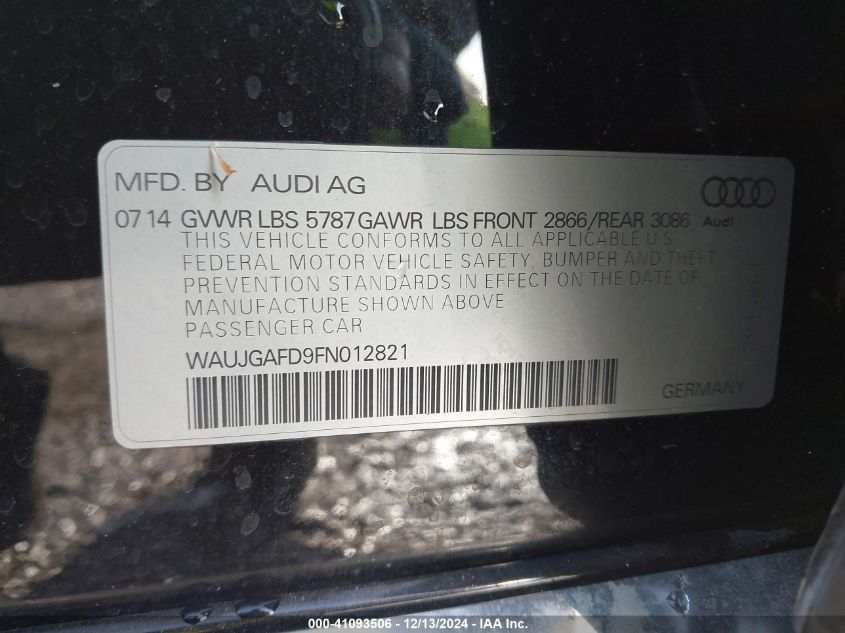 MFD. BY AUDI AG
07 14 GVWR LBS 5787 GAWR LBS FRONT 2866/REAR 3086
Audi
THIS VEHICLE CONFORMS TO ALL APPLICABLE U S
FEDERAL MOTOR VEHICLE SAFETY, BUMPER AND THEFT
PREVENTION STANDARDS IN EFFECT ON THE DATE OF
MANUFACTURE SHOWN ABOVE
PASSENGER CAR
WAUJGAFD9FN012821
GERMANY
000-41093506 - 12/13/2024 - IAA Inc.